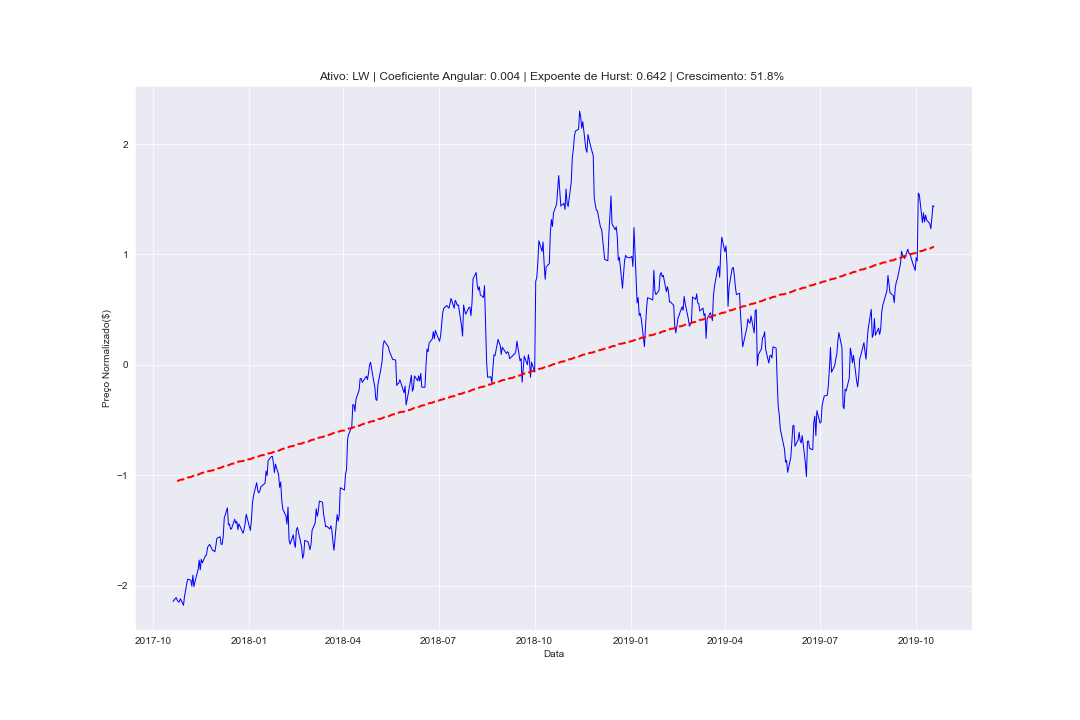 Ativo: LW | Coeficiente Angular: 0.004 | Expoente de Hurst: 0.642 | Crescimento: 51.8%
2
1
0
−1
−2
Preço Normalizado($)
2017-10 2018-01 2018-04 2018-07 2018-10 2019-01 2019-04 2019-07 2019-10
Data